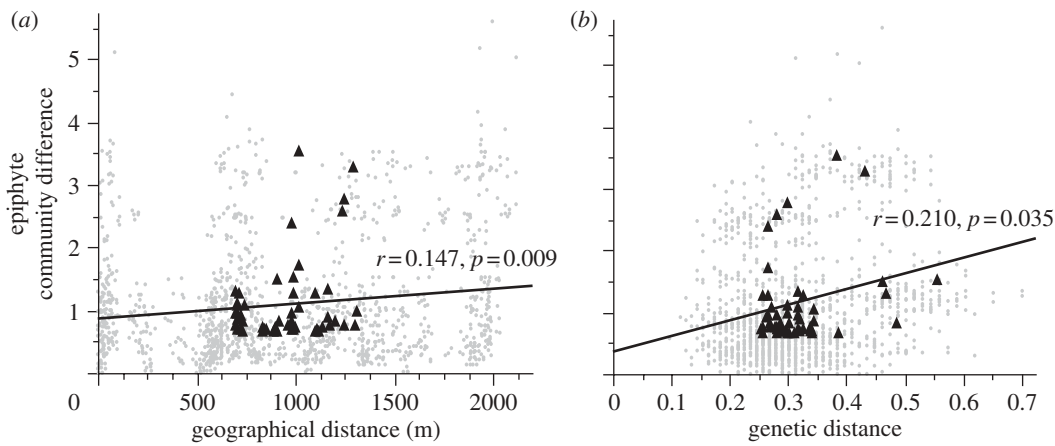 (a)
5
4
3
2
1
0
500
1000
1500
2000
epiphyte
community difference
geographical distance (m)
r=0.147, p=0.009
(b)
0
0.1
0.2
0.3
0.4
0.5
0.6
0.7
genetic distance
r=0.210, p=0.035